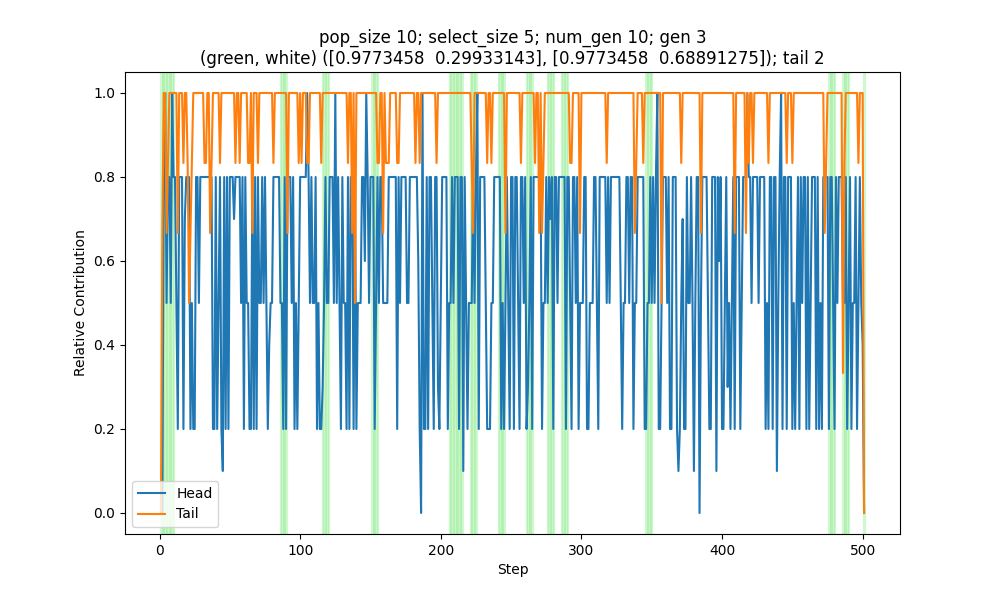 pop_size 10; select_size 5; num_gen 10; gen 3
(green, white) ([0.9773458  0.29933143], [0.9773458  0.68891275]); tail 2
Relative Contribution
1.0
0.8
0.6
0.4
0.2
0.0
Head
Tail
0
100
200
300
400
500
Step